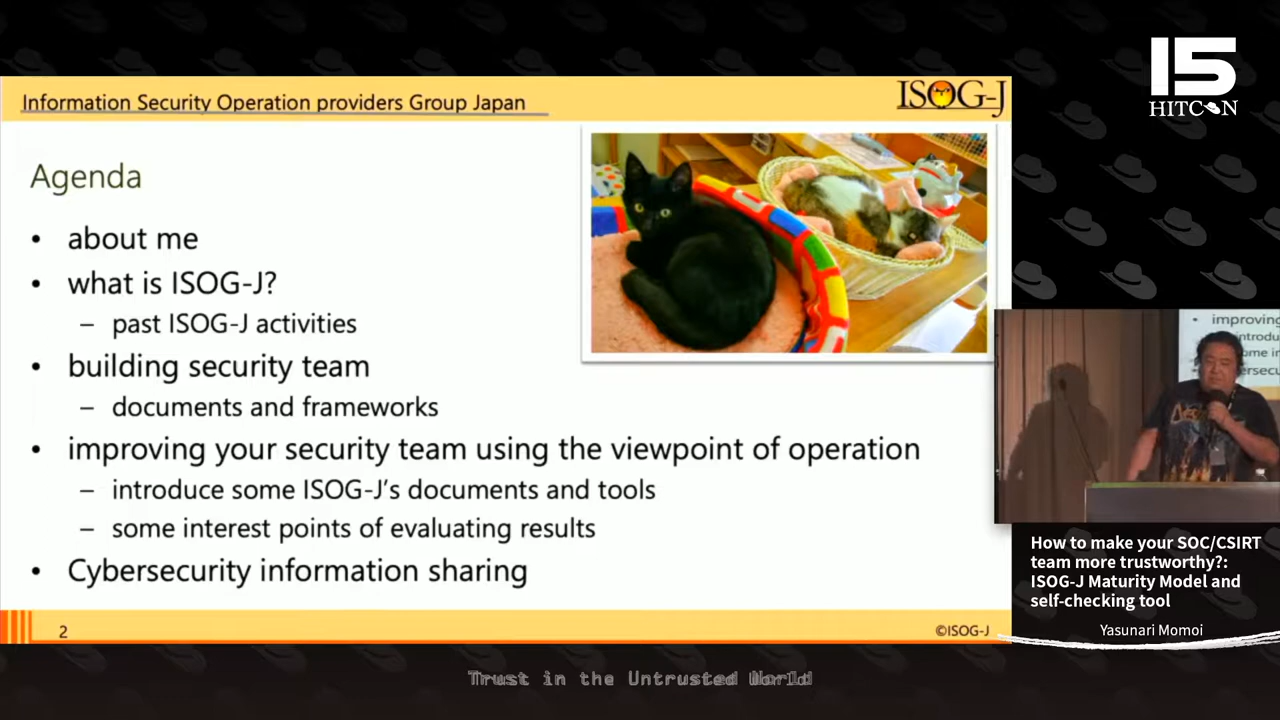 Information Security Operation providers Group Japan
ISOG-J
15
HITCON
Agenda
• about me
• what is ISOG-J?
– past ISOG-J activities
• building security team
– documents and frameworks
• improving your security team using the viewpoint of operation
– introduce some ISOG-J's documents and tools
– some interest points of evaluating results
• Cybersecurity information sharing
2
©ISOG-J
• improving
How to make your SOC/CSIRT
team more trustworthy?:
ISOG-J Maturity Model and
self-checking tool
Yasunari Momoi
Trust in the Untrusted World